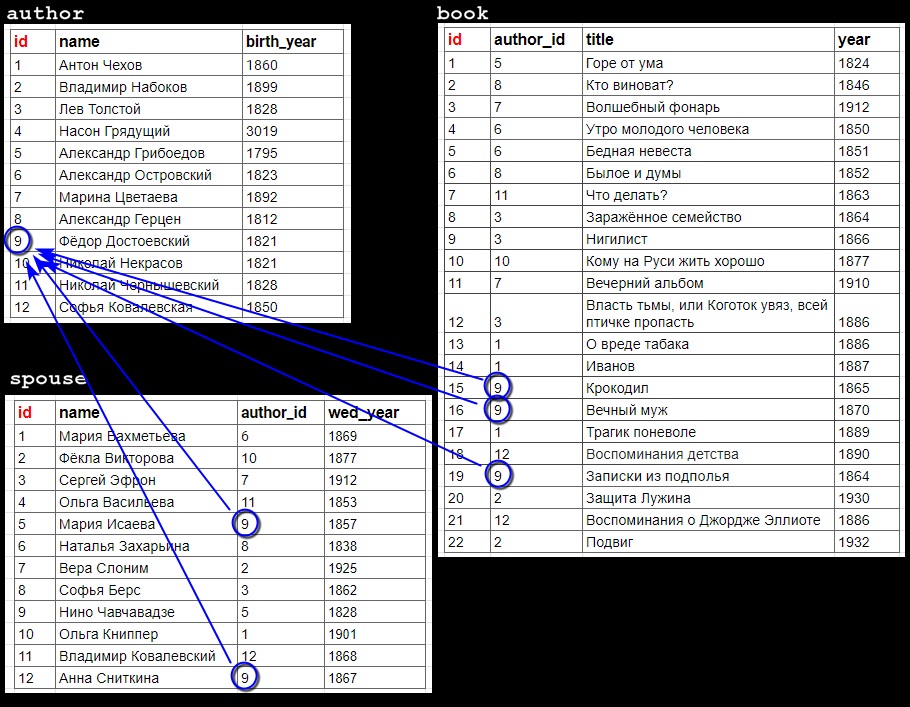 author
id name birth_year
1 Антон Чехов 1860
2 Владимир Набоков 1899
3 Лев Толстой 1828
4 Насон Грядущий 3019
5 Александр Грибоедов 1795
6 Александр Островский 1823
7 Марина Цветаева 1892
8 Александр Герцен 1812
9 Фёдор Достоевский 1821
10 Николай Некрасов 1821
11 Николай Чернышевский 1828
12 Софья Ковалевская 1850
spouse
id name author_id wed_year
1 Мария Вахметьева 6 1869
2 Фёкла Викторова 10 1877
3 Сергей Эфрон 7 1912
4 Ольга Васильева 11 1853
5 Мария Исаева 9 1857
6 Наталья Захарьина 8 1838
7 Вера Слоним 2 1925
8 Софья Берс 3 1862
9 Нино Чавчавадзе 5 1828
10 Ольга Книппер 1 1901
11 Владимир Ковалевский 12 1868
12 Анна Сниткина 9 1867
book
id author_id title year
1 5 Горе от ума 1824
2 8 Кто виноват? 1846
3 7 Волшебный фонарь 1912
4 6 Утро молодого человека 1850
5 6 Бедная невеста 1851
6 8 Былое и думы 1852
7 11 Что делать? 1863
8 3 Заражённое семейство 1864
9 3 Нигилист 1866
10 10 Кому на Руси жить хорошо 1877
11 7 Вечерний альбом 1910
Власть тьмы, или Коготок увяз, всей
12 3 птичке пропасть 1886
13 1 О вреде табака 1886
14 1 Иванов 1887
15 9 Крокодил 1865
16 9 Вечный муж 1870
17 1 Трагик поневоле 1889
18 12 Воспоминания детства 1890
19 9 Записки из подполья 1864
20 2 Защита Лужина 1930
21 12 Воспоминания о Джордже Эллиоте 1886
22 2 Подвиг 1932